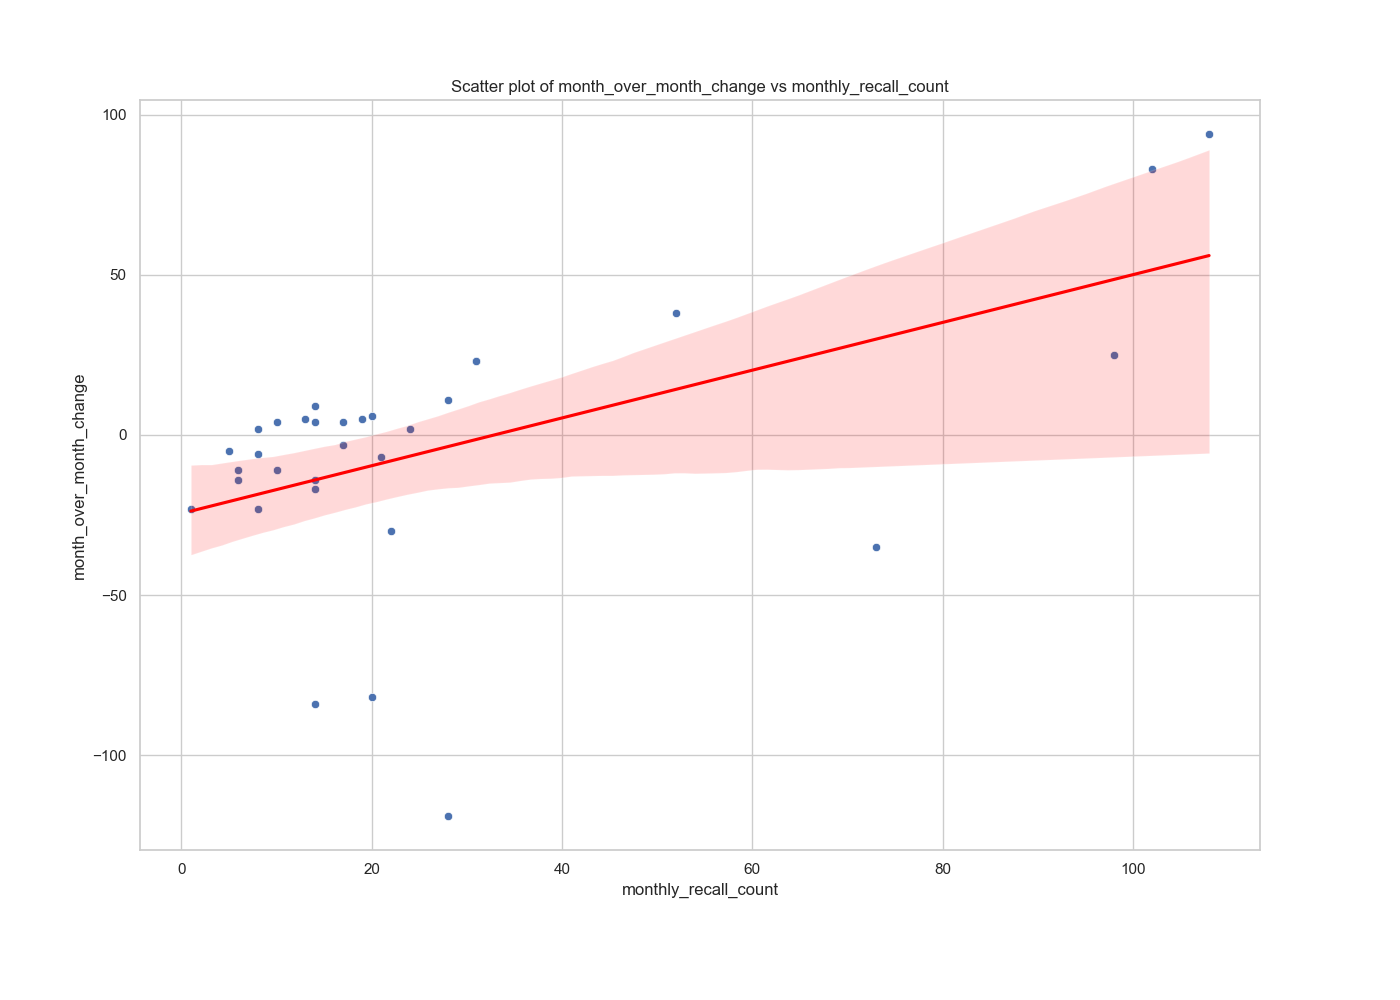 Scatter plot of month_over_month_change vs monthly_recall_count
100
50
0
−50
−100
month_over_month_change
0 20 40 60 80 100
monthly_recall_count